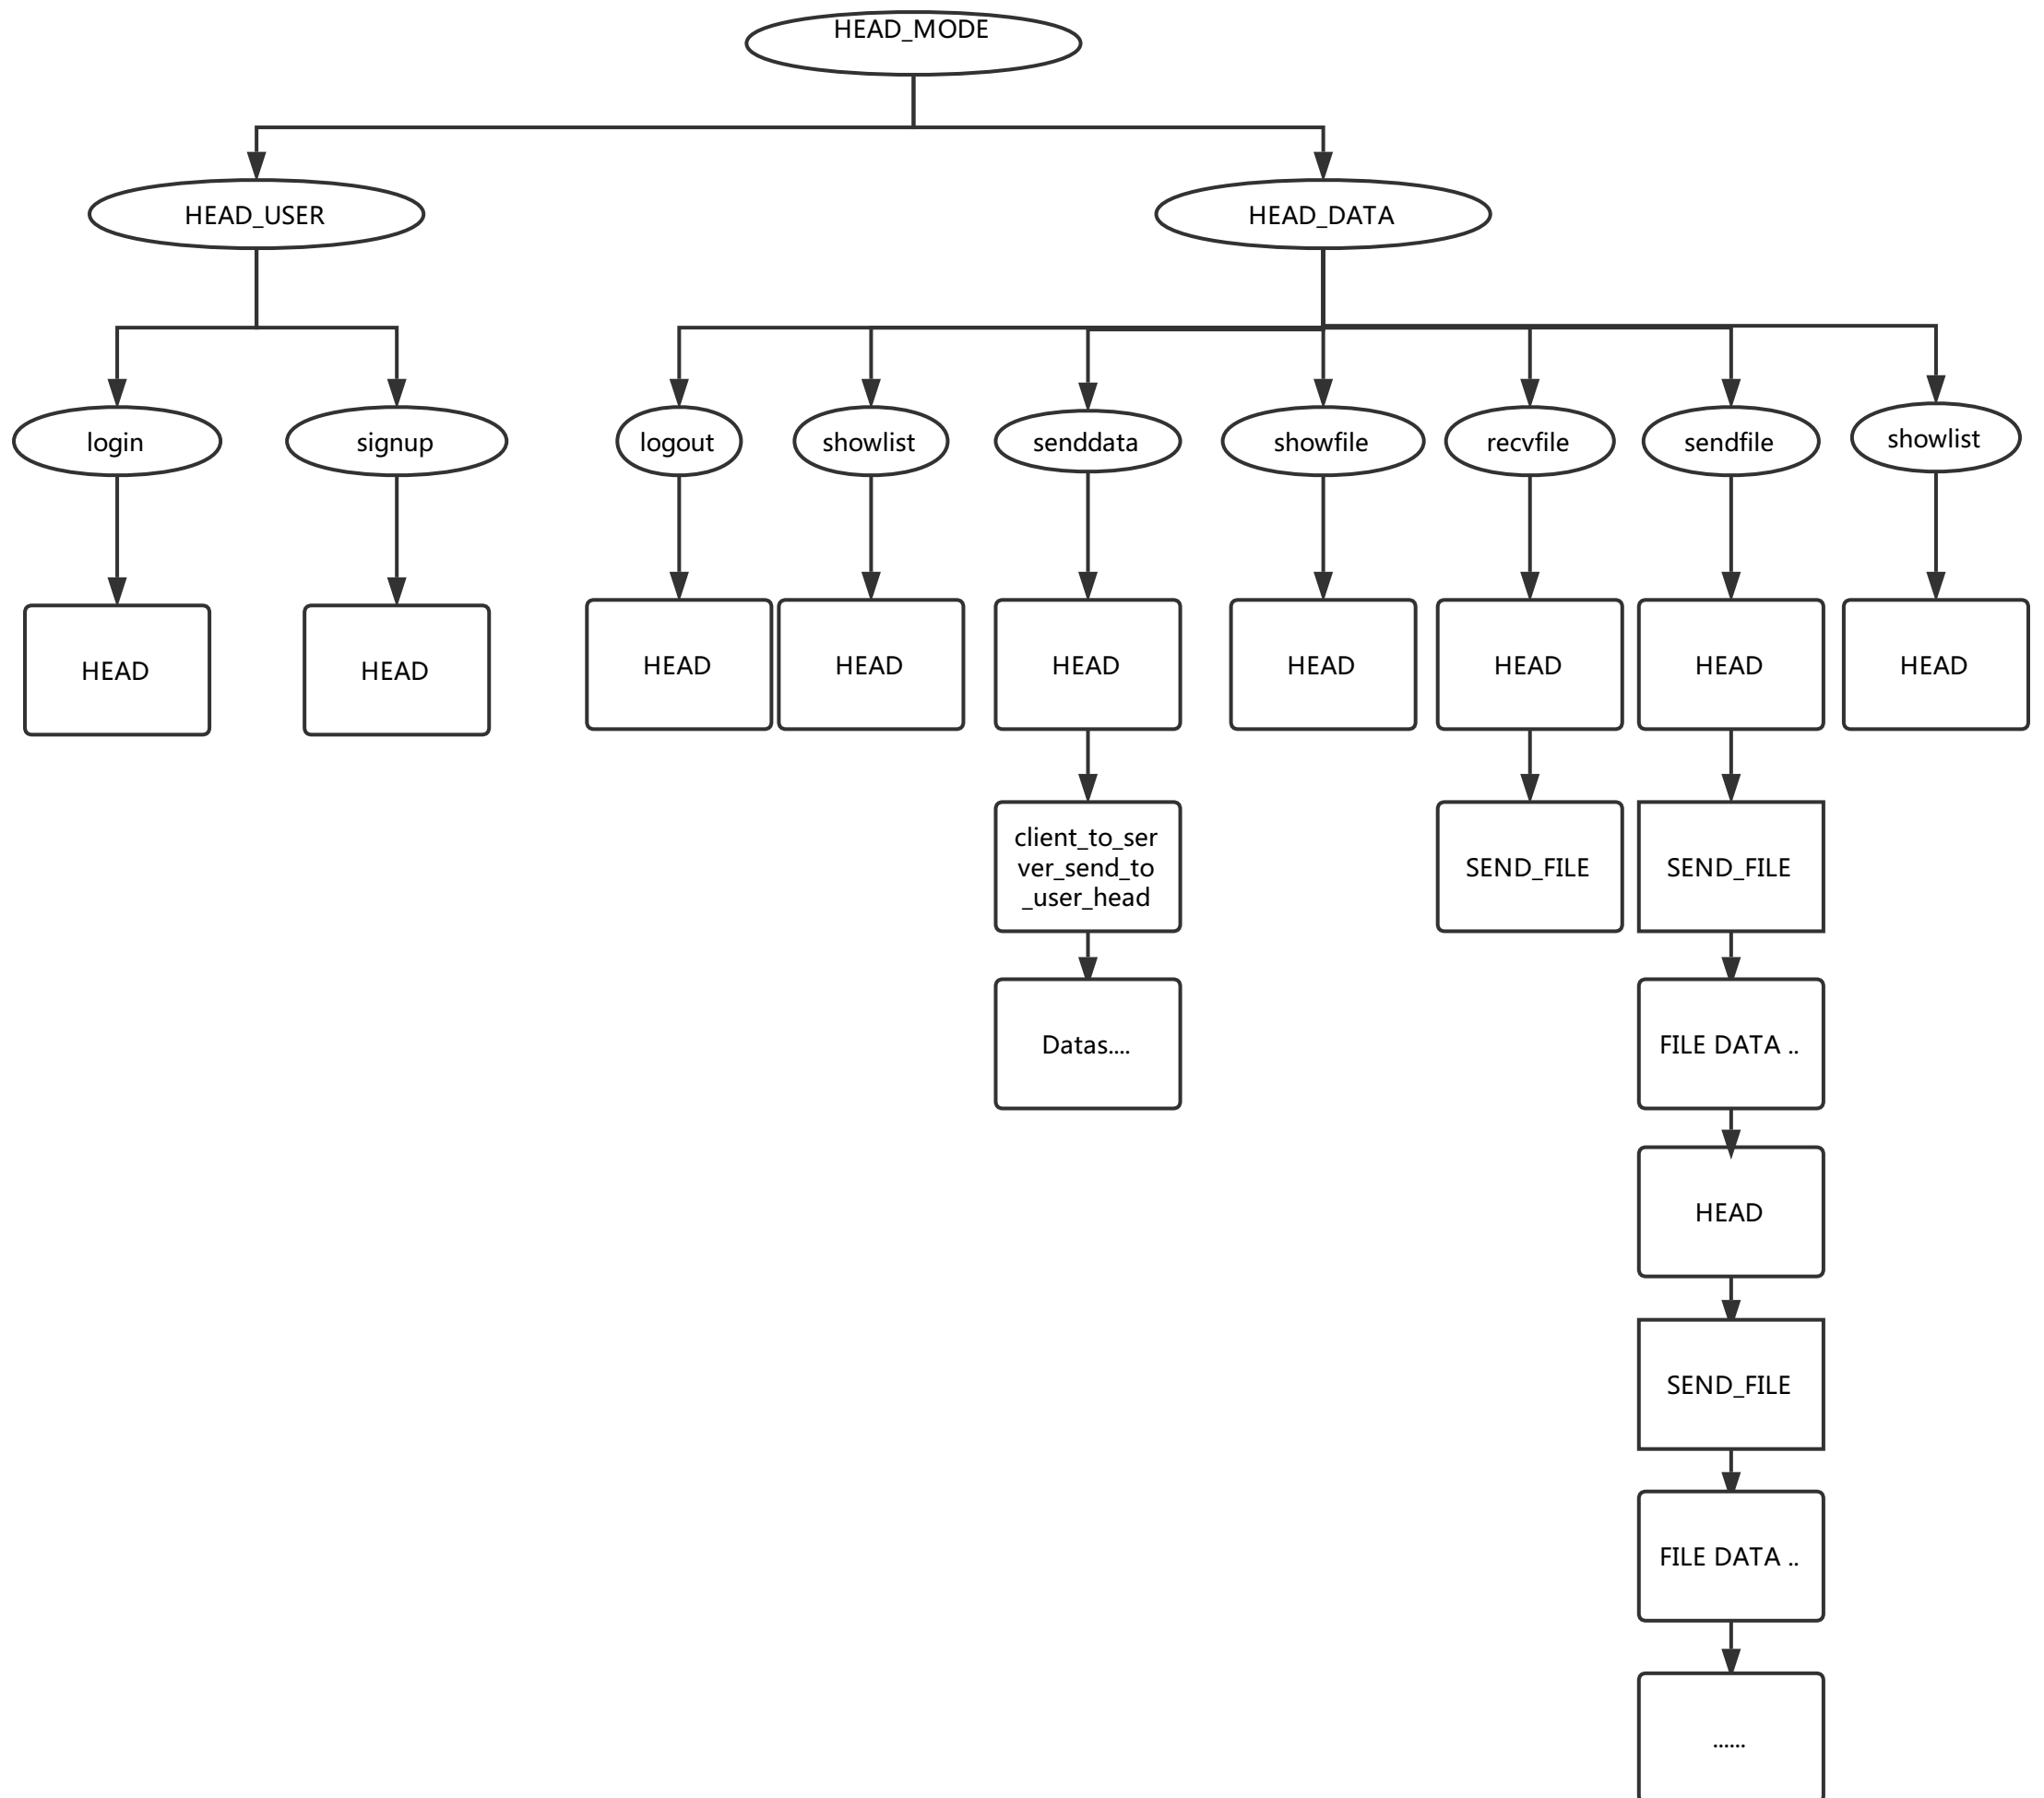 HEAD_MODE
HEAD_USER
HEAD_DATA
login
signup
logout
showlist
senddata
showfile
recvfile
sendfile
showlist
HEAD
HEAD
HEAD
HEAD
HEAD
HEAD
HEAD
HEAD
HEAD
client_to_ser
ver_send_to
_user_head
SEND_FILE
SEND_FILE
Datas....
FILE DATA ..
HEAD
SEND_FILE
FILE DATA ..
......